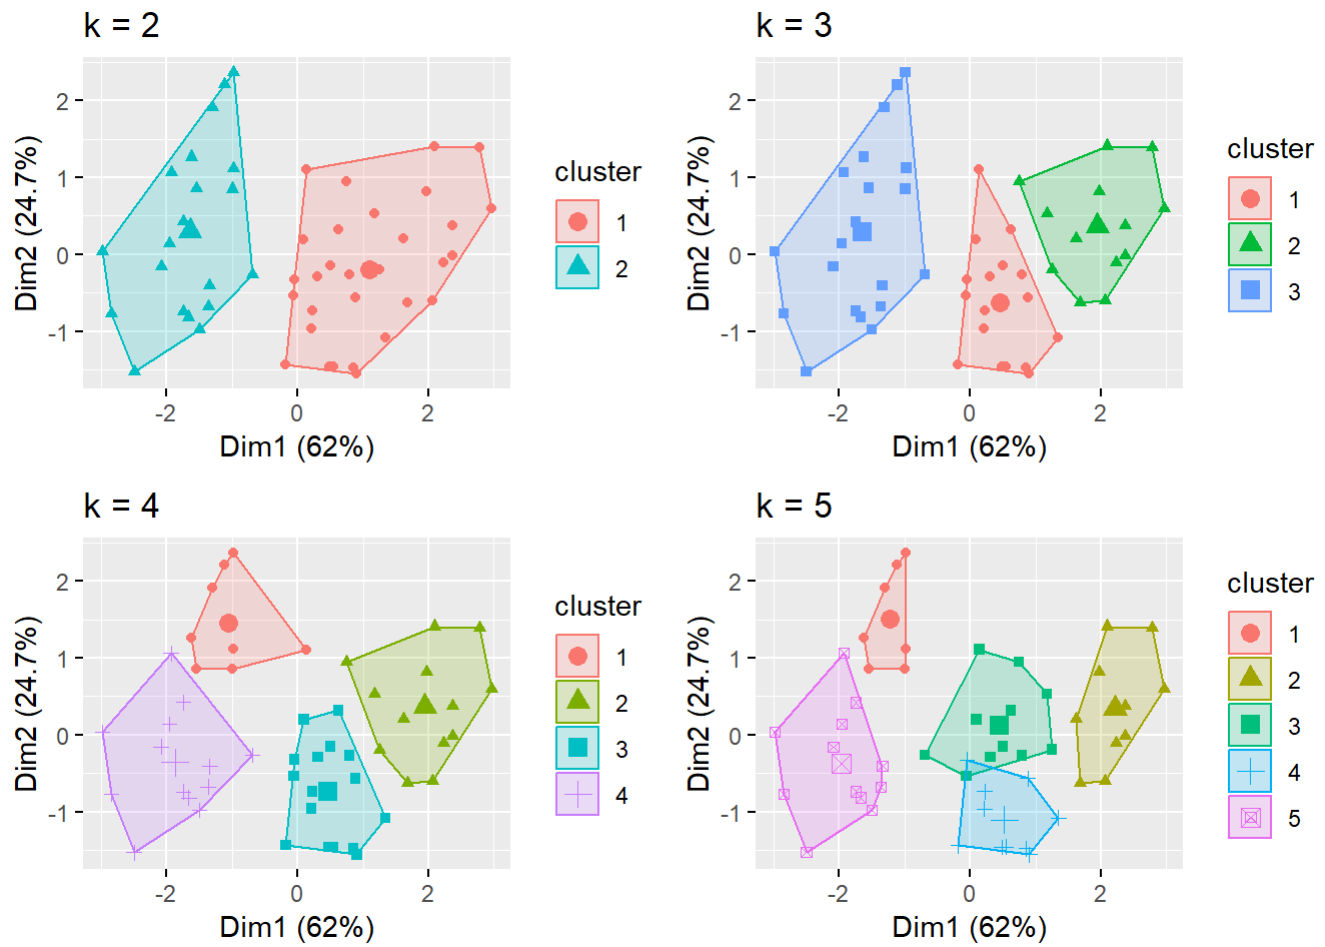 k = 2
Dim2 (24.7%)
2
1
0
-1
-2
0
2
Dim1 (62%)
cluster
1
2
k = 3
Dim2 (24.7%)
2
1
0
-1
-2
0
2
Dim1 (62%)
cluster
1
2
3
k = 4
Dim2 (24.7%)
2
1
0
-1
-2
0
2
Dim1 (62%)
cluster
1
2
3
4
k = 5
Dim2 (24.7%)
2
1
0
-1
-2
0
2
Dim1 (62%)
cluster
1
2
3
4
5